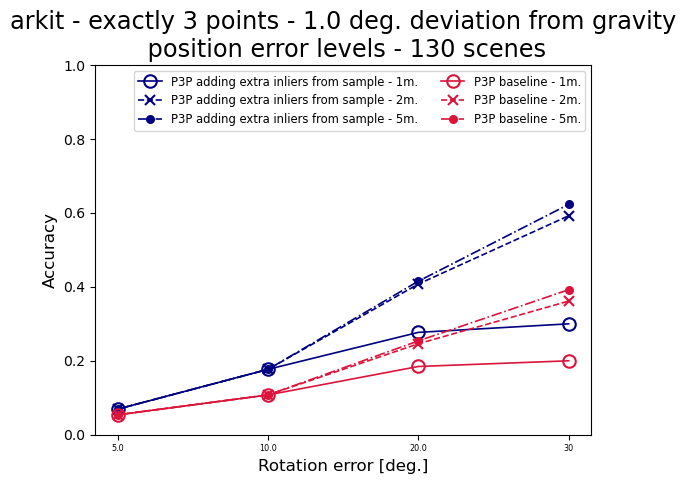 arkit - exactly 3 points - 1.0 deg. deviation from gravity
position error levels - 130 scenes
P3P adding extra inliers from sample - 1m.
P3P adding extra inliers from sample - 2m.
P3P adding extra inliers from sample - 5m.
P3P baseline - 1m.
P3P baseline - 2m.
P3P baseline - 5m.
1.0
0.8
0.6
0.4
0.2
0.0
Accuracy
5.0 10.0 20.0 30
Rotation error [deg.]